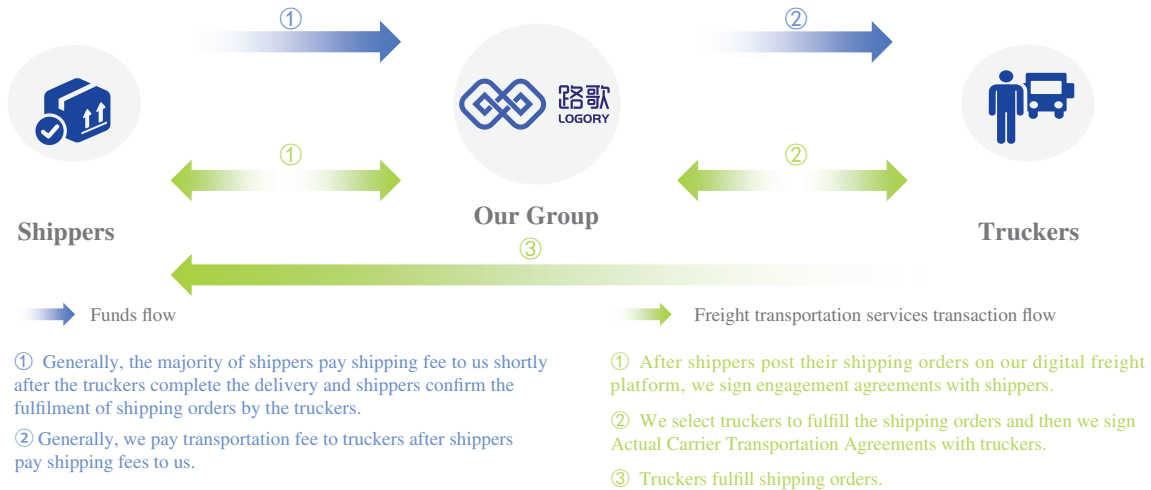 ①
②
路歌
LOGORY
①
②
Our Group
Shippers
Truckers
③
Funds flow
Freight transportation services transaction flow
① Generally, the majority of shippers pay shipping fee to us shortly
after the truckers complete the delivery and shippers confirm the
fulfilment of shipping orders by the truckers.
② Generally, we pay transportation fee to truckers after shippers
pay shipping fees to us.
① After shippers post their shipping orders on our digital freight
platform, we sign engagement agreements with shippers.
② We select truckers to fulfill the shipping orders and then we sign
Actual Carrier Transportation Agreements with truckers.
③ Truckers fulfill shipping orders.